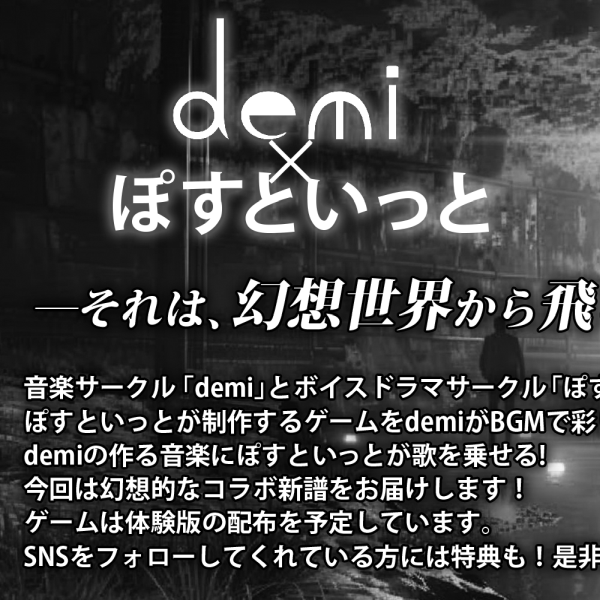 demi
×
ぽすといっと
―それは、幻想世界から飛
音楽サークル「demi」とボイスドラマサークル「ぽす
ぽすといっとが制作するゲームをdemiがBGMで彩
demiの作る音楽にぽすといっとが歌を乗せる!
今回は幻想的なコラボ新譜をお届けします！
ゲームは体験版の配布を予定しています。
SNSをフォローしてくれている方には特典も！是非